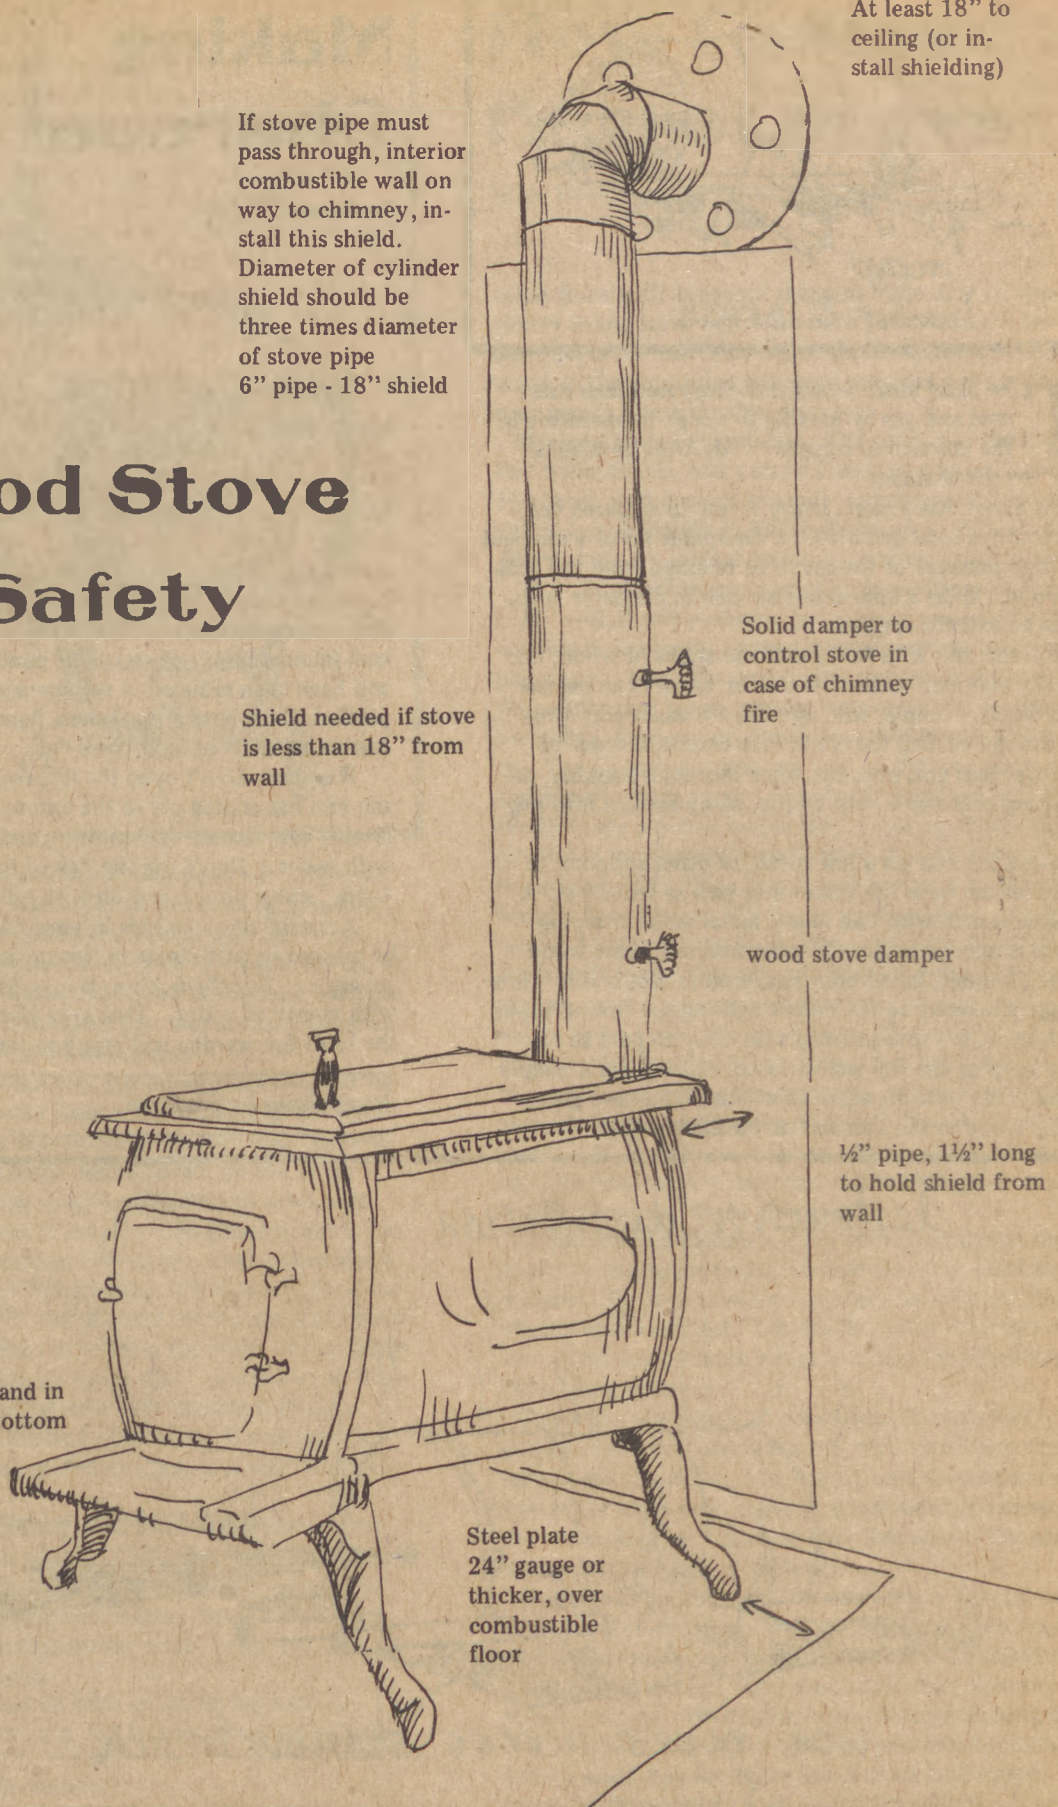 At least 18” to
ceiling (or in-
stall shielding)
If stove pipe must
pass through, interior
combustible wall on
way to chimney, in-
stall this shield.
Diameter of cylinder
shield should be
three times diameter
of stove pipe
6” pipe - 18” shield
od Stove
Safety
Solid damper to
control stove in
case of chimney
fire
Shield needed if stove
is less than 18” from
wall
wood stove damper
½” pipe, 1½” long
to hold shield from
wall
and in
ottom
Steel plate
24” gauge or
thicker, over
combustible
floor